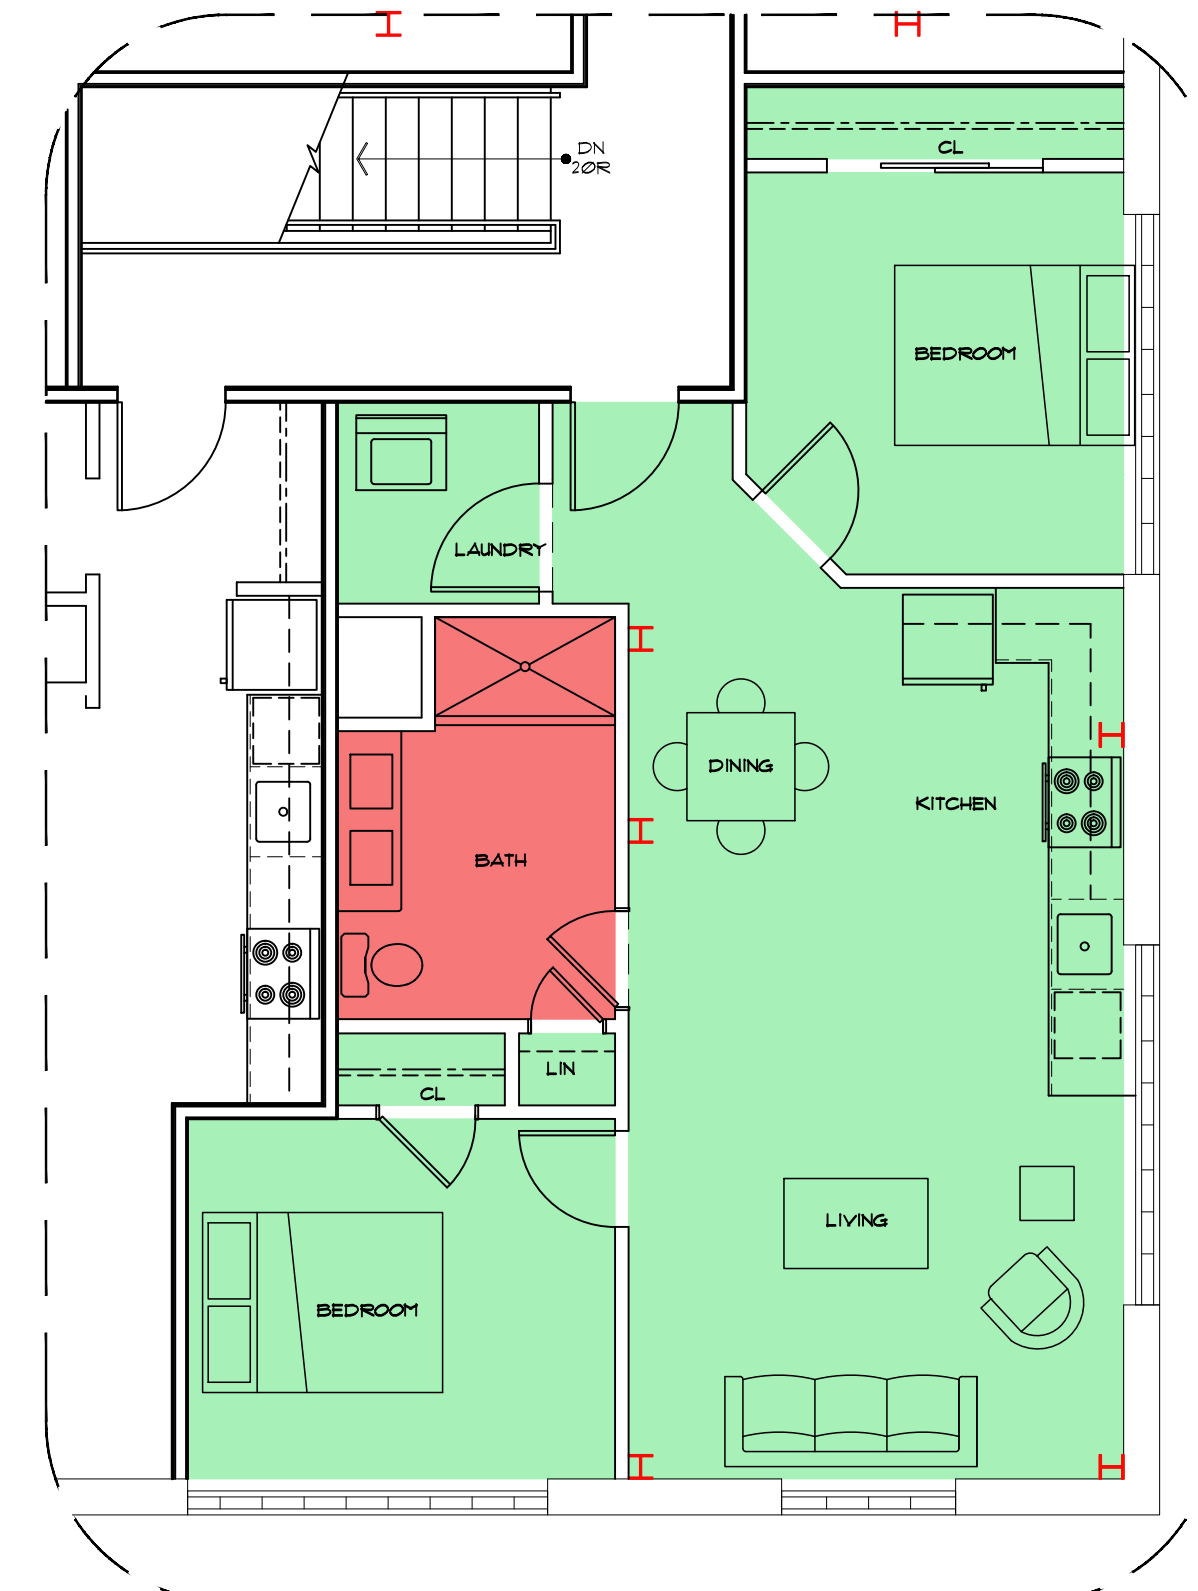 DN
20R
CL
BEDROOM
LAUNDRY
DINING
KITCHEN
BATH
LIN
CL
LIVING
BEDROOM